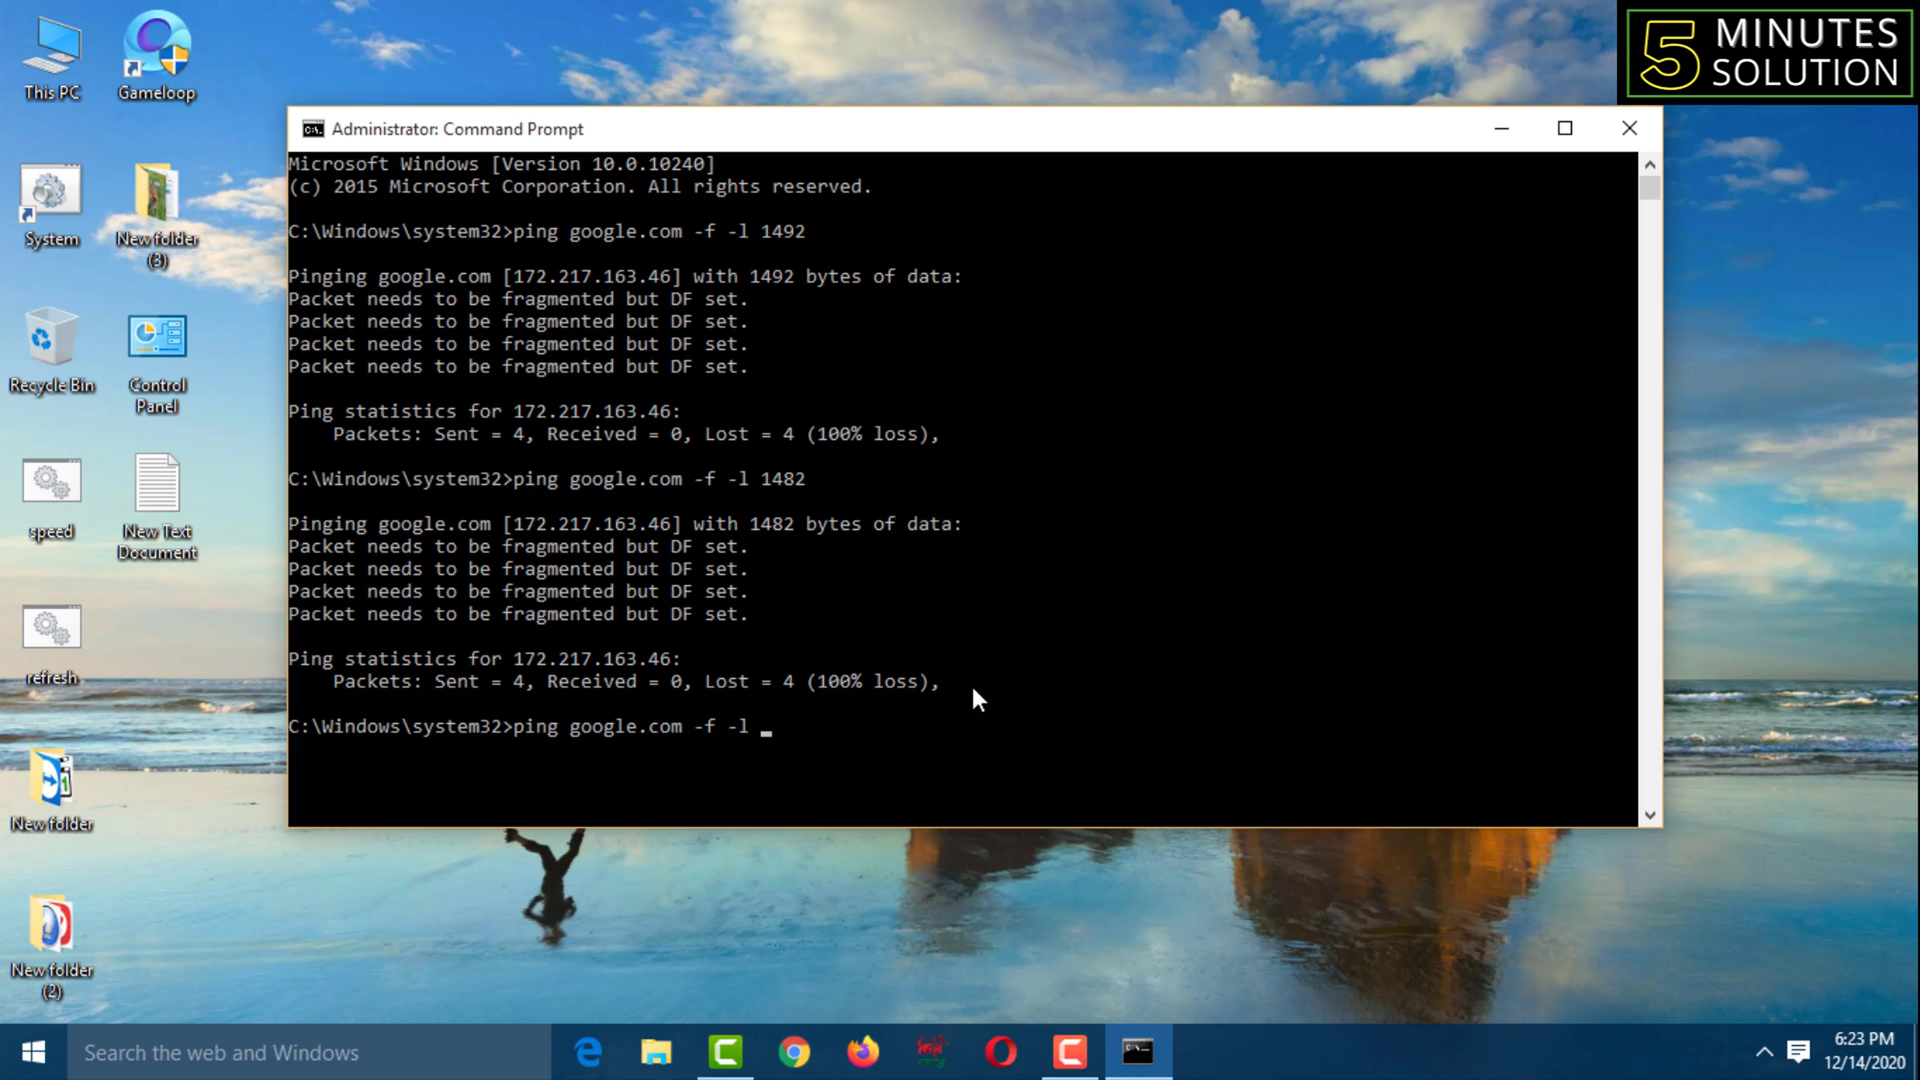 This PC
Gameloop
System
New folder
(3)
Recycle Bin
Control
Panel
speed
New Text
Document
refresh
New folder
New folder
(2)
5 MINUTES
SOLUTION
Administrator: Command Prompt
Microsoft Windows [Version 10.0.10240]
(c) 2015 Microsoft Corporation. All rights reserved.
C:\Windows\system32>ping google.com -f -l 1492
Pinging google.com [172.217.163.46] with 1492 bytes of data:
Packet needs to be fragmented but DF set.
Packet needs to be fragmented but DF set.
Packet needs to be fragmented but DF set.
Packet needs to be fragmented but DF set.
Ping statistics for 172.217.163.46:
Packets: Sent = 4, Received = 0, Lost = 4 (100% loss),
C:\Windows\system32>ping google.com -f -l 1482
Pinging google.com [172.217.163.46] with 1482 bytes of data:
Packet needs to be fragmented but DF set.
Packet needs to be fragmented but DF set.
Packet needs to be fragmented but DF set.
Packet needs to be fragmented but DF set.
Ping statistics for 172.217.163.46:
Packets: Sent = 4, Received = 0, Lost = 4 (100% loss),
C:\Windows\system32>ping google.com -f -l _
Search the web and Windows
6:23 PM
12/14/2020